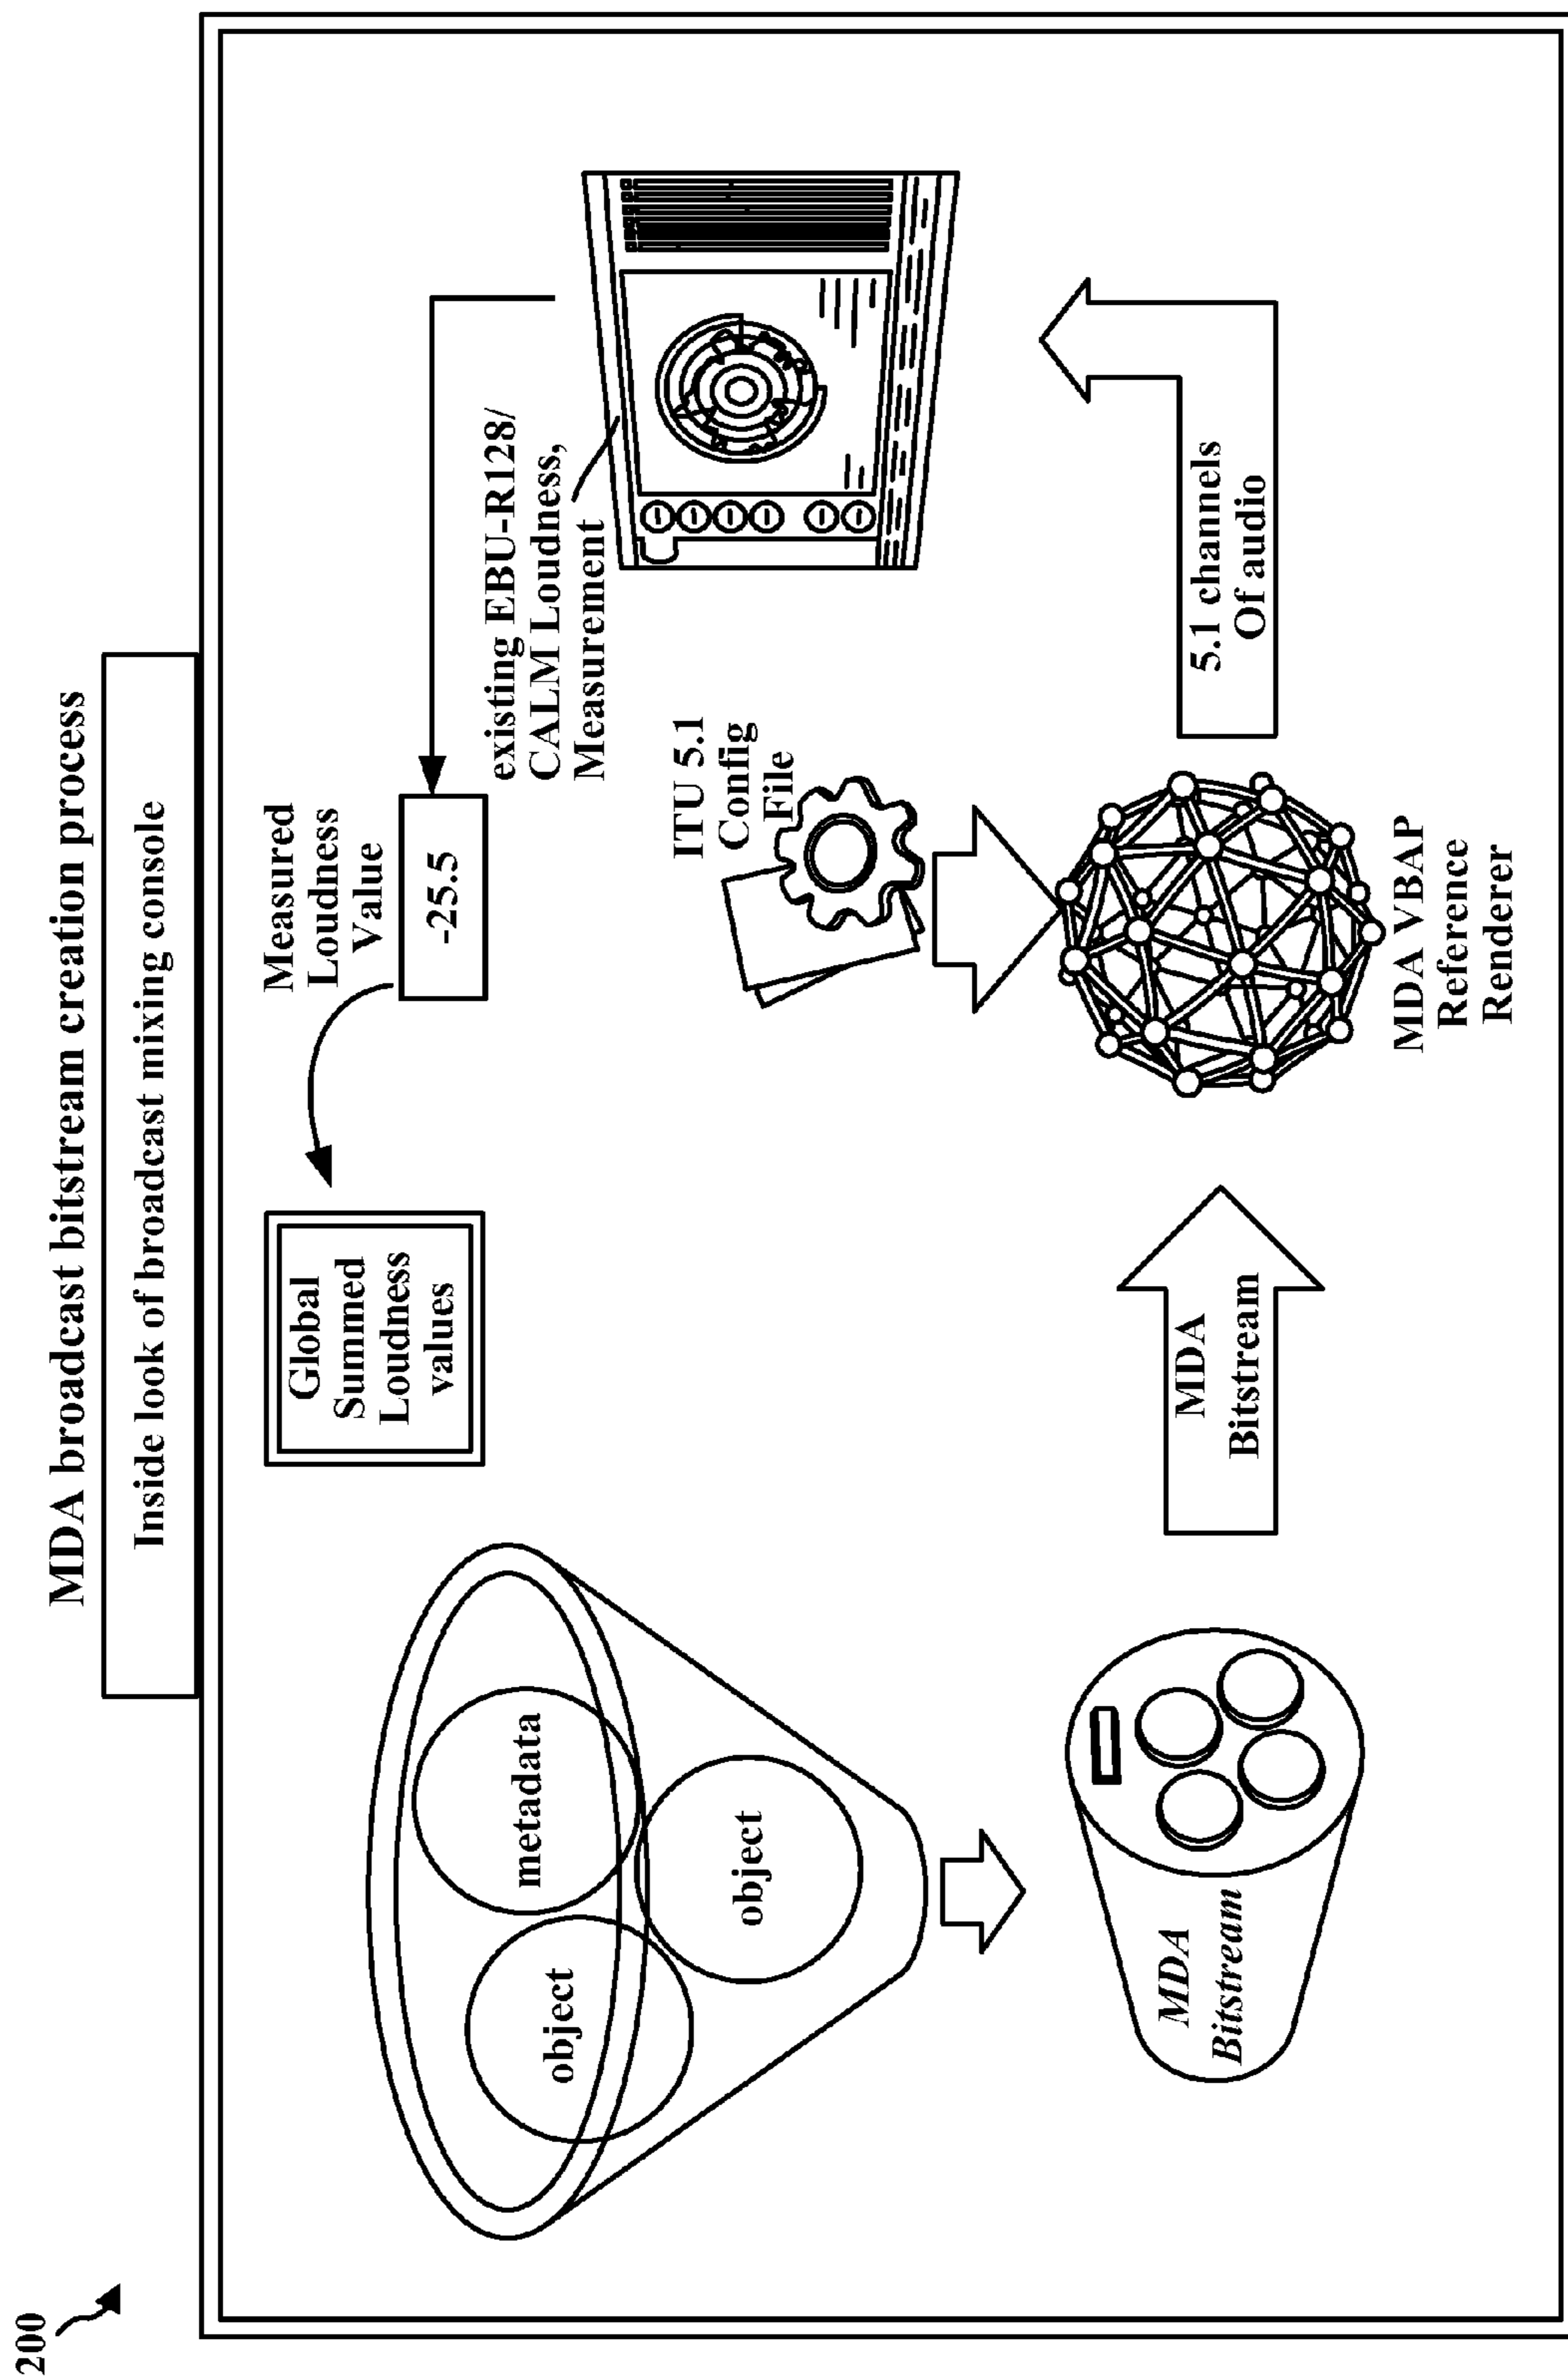 200
MDA broadcast bitstream creation process
Inside look of broadcast mixing console
object
metadata
object
MDA
Bitstream
MDA
Bitstream
Global
Summed
Loudness
values
Measured
Loudness
Value
-25.5
existing EBU-R128/
CALM Loudness,
Measurement
ITU 5.1
Config
File
MDA VBAP
Reference
Renderer
5.1 channels
Of audio